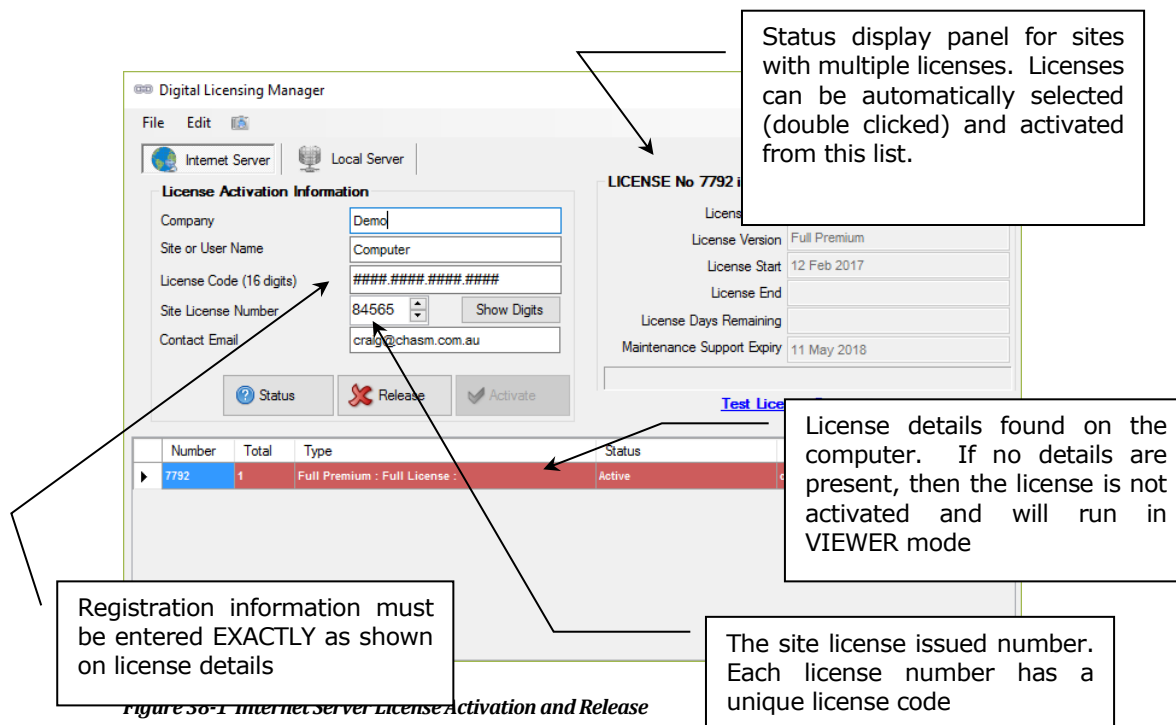 Status display panel for sites
with multiple licenses. Licenses
can be automatically selected
(double clicked) and activated
from this list.
Digital Licensing Manager
File Edit
Internet Server Local Server
License Activation Information
Company Demo
Site or User Name Computer
License Code (16 digits) ####.####.####.####
Site License Number 84565 Show Digits
Contact Email craig@chasm.com.au
Status Release Activate
LICENSE No 7792
License Version Full Premium
License Start 12 Feb 2017
License End
License Days Remaining
Maintenance Support Expiry 11 May 2018
Test
Number Total Type Status
7792 1 Full Premium : Full License : Active
License details found on the
computer. If no details are
present, then the license is not
activated and will run in
VIEWER mode
Registration information must
be entered EXACTLY as shown
on license details
The site license issued number.
Each license number has a
unique license code
Figure 38-1 Internet Server License Activation and Release